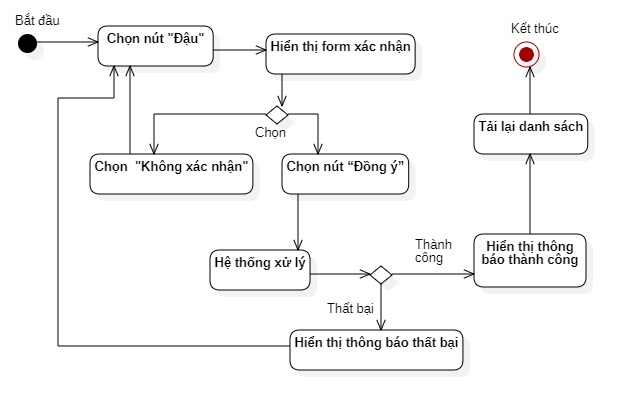 Bắt đầu
Chọn nút "Đậu"
Hiển thị form xác nhận
Kết thúc
Chọn
Tải lại danh sách
Chọn "Không xác nhận"
Chọn nút “Đồng ý”
Hệ thống xử lý
Thành
công
Hiển thị thông
báo thành công
Thất bại
Hiển thị thông báo thất bại